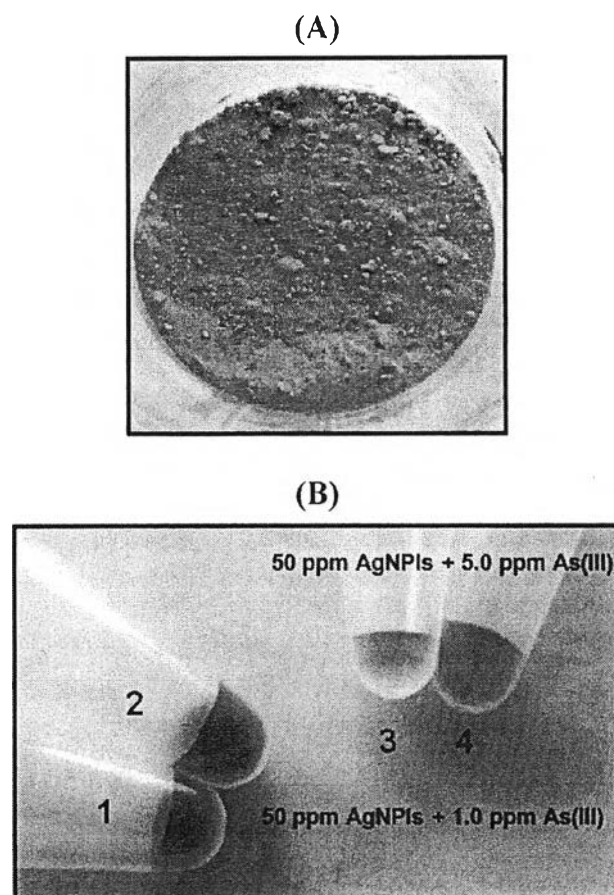 (A)
(B)
50 ppm AgNPls + 5.0 ppm As(III)
2
3 4
1
50 ppm AgNPls + 1.0 ppm As(III)